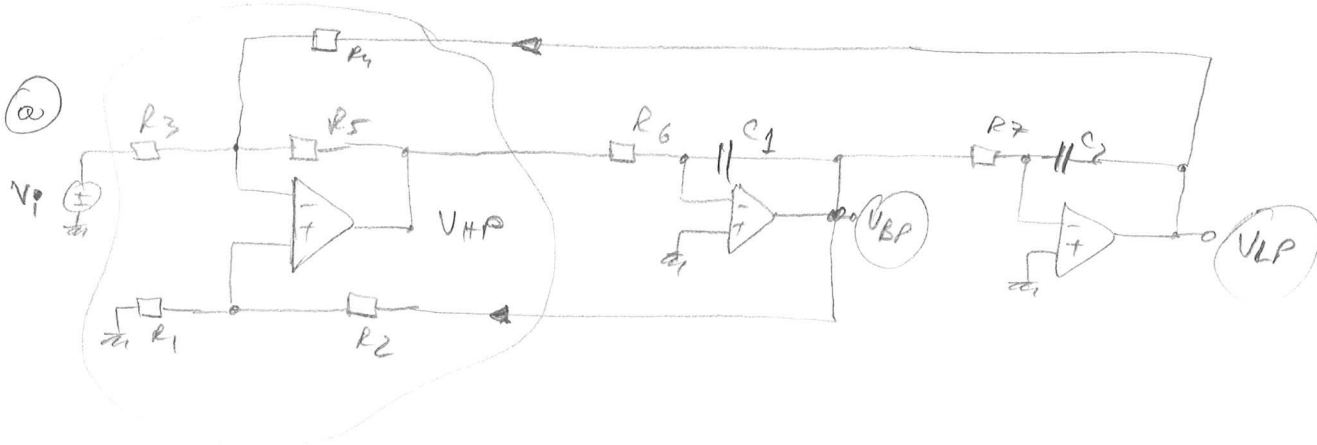 R4
a
R3
R5
R6
C1
R7
C2
Vi
±
-
+
VHP
-
+
VBP
-
+
VLP
R1
R2